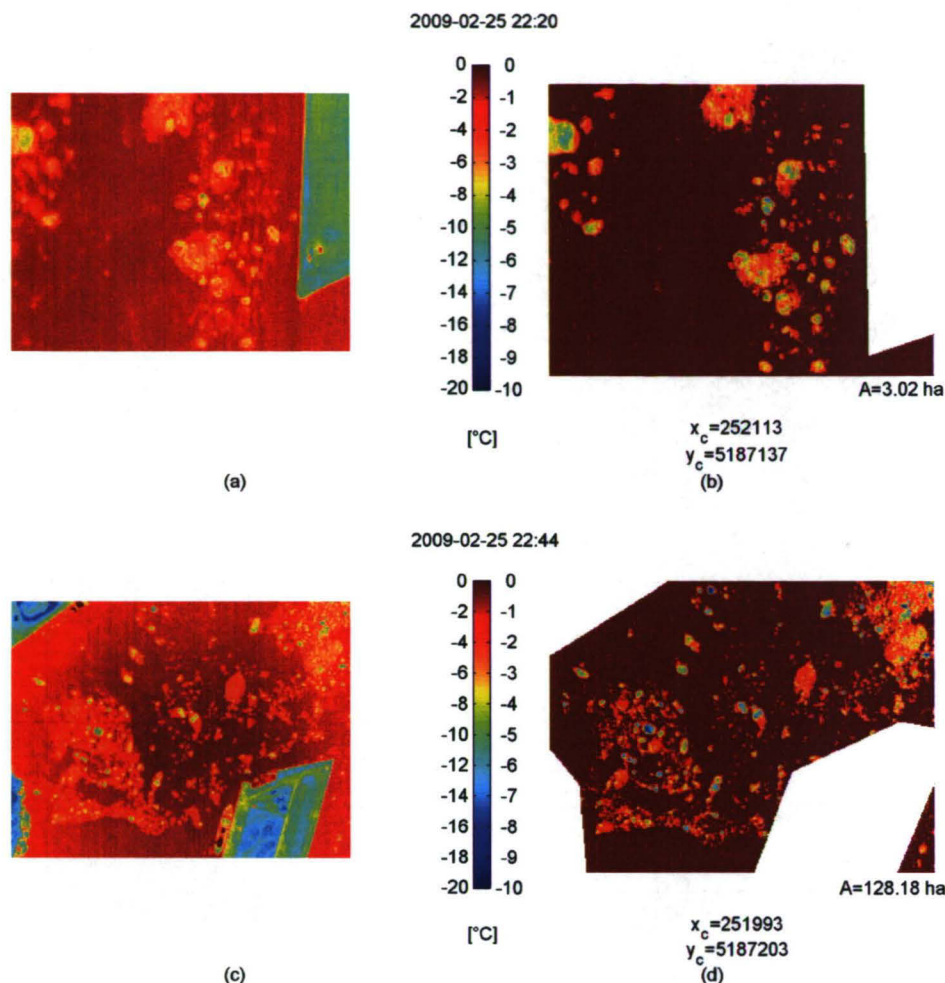 2009-02-25 22:20
0 0
-2 -1
-4 -2
-6 -3
-8 -4
-10 -5
-12 -6
-14 -7
-16 -8
-18 -9
-20 -10
[°C]
A=3.02 ha
x_c=252113
y_c=5187137
(a)
(b)
2009-02-25 22:44
0 0
-2 -1
-4 -2
-6 -3
-8 -4
-10 -5
-12 -6
-14 -7
-16 -8
-18 -9
-20 -10
[°C]
A=128.18 ha
x_c=251993
y_c=5187203
(c)
(d)